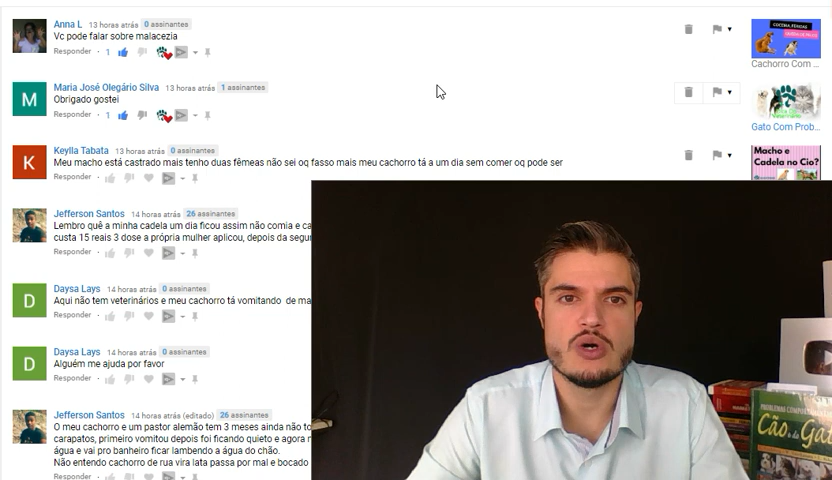 Anna L 13 horas atrás 0 assinantes
Vc pode falar sobre malacezia
Responder · 1
Cachorro Com ...
M
Maria José Olegário Silva 13 horas atrás 1 assinantes
Obrigado gostei
Responder · 1
Gato Com Prob...
K
Keylla Tabata 13 horas atrás 0 assinantes
Meu macho está castrado mais tenho duas fêmeas não sei oq fasso mais meu cachorro tá a um dia sem comer oq pode ser
Responder ·
Macho e
Cadela no Cio?
Jefferson Santos 14 horas atrás 26 assinantes
Lembro quê a minha cadela um dia ficou assim não comia e ca
custa 15 reais 3 dose a própria mulher aplicou, depois da segu
Responder ·
D
Daysa Lays 14 horas atrás 0 assinantes
Aqui não tem veterinários e meu cachorro tá vomitando de ma
Responder ·
D
Daysa Lays 14 horas atrás 0 assinantes
Alguém me ajuda por favor
Responder ·
Jefferson Santos 14 horas atrás (editado) 26 assinantes
O meu cachorro e um pastor alemão tem 3 meses ainda não to
carapatos, primeiro vomitou depois foi ficando quieto e agora n
água e vai pro banheiro ficar lambendo a água do chão.
Não entendo cachorro de rua vira lata passa por mal e bocado
Responder ·
Cão e do Gato